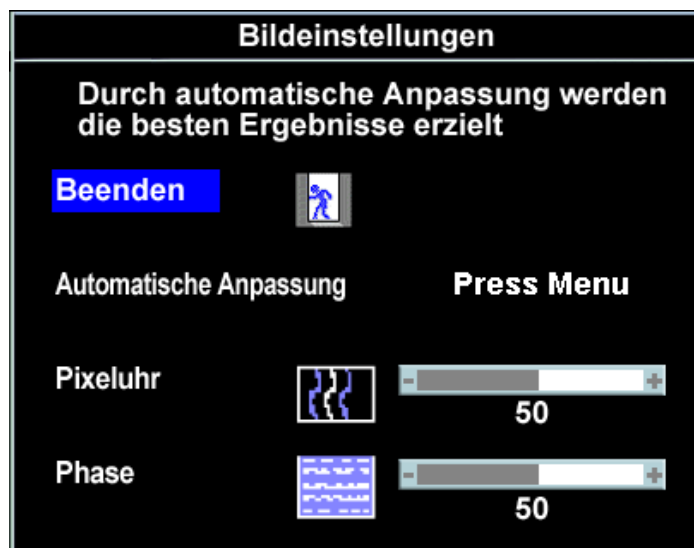 Bildeinstellungen
Durch automatische Anpassung werden
die besten Ergebnisse erzielt
Beenden
Automatische Anpassung Press Menu
Pixeluhr - +
50
Phase - +
50